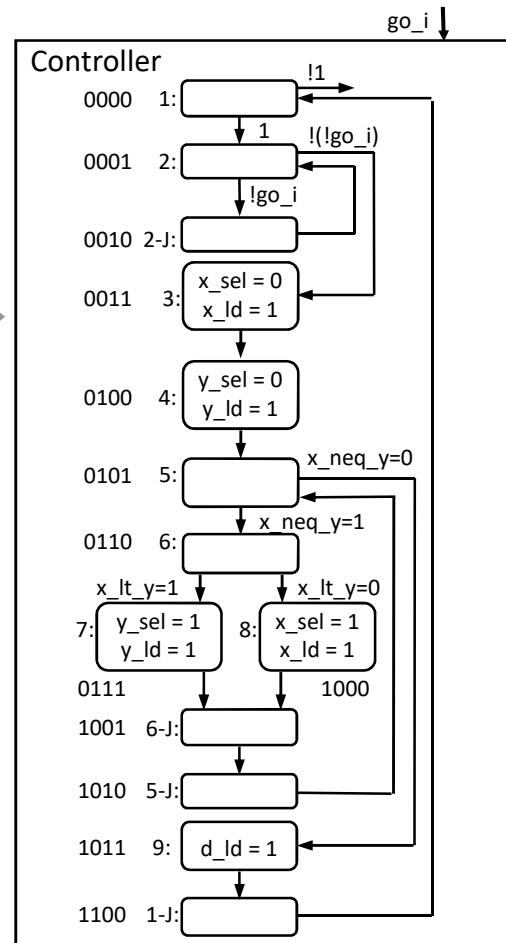 go_i
Controller
!1
0000 1:
1
!(!go_i)
0001 2:
!go_i
0010 2-J:
x_sel = 0
0011 3:
x_ld = 1
y_sel = 0
0100 4:
y_ld = 1
x_neq_y=0
0101 5:
x_neq_y=1
0110 6:
x_lt_y=1 x_lt_y=0
7: y_sel = 1 8: x_sel = 1
y_ld = 1 x_ld = 1
0111 1000
1001 6-J:
1010 5-J:
1011 9: d_ld = 1
1100 1-J: